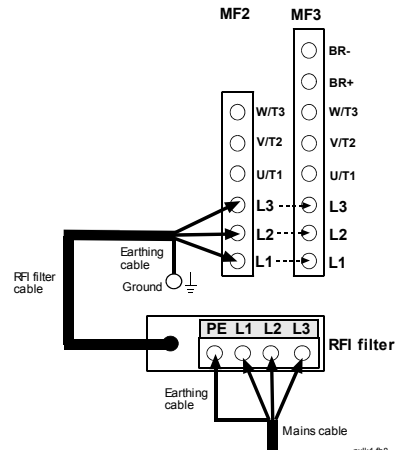 MF2 MF3
BR-
BR+
W/T3 W/T3
V/T2 V/T2
U/T1 U/T1
L3 L3
L2 L2
L1 L1
Earthing
cable
RFI filter
cable
Ground
PE L1 L2 L3
RFI filter
Earthing
cable
Mains cable